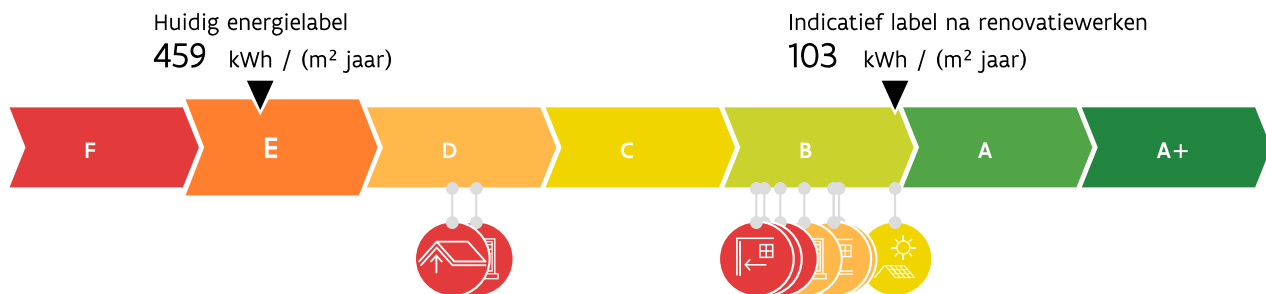 Huidig energielabel
459 kWh / (m² jaar)
Indicatief label na renovatiewerken
103 kWh / (m² jaar)
F E D C B A A+